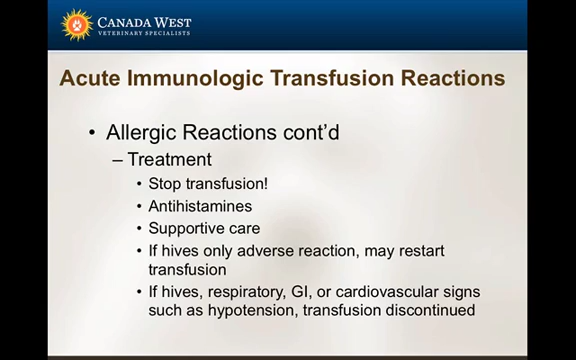 CANADA WEST
VETERINARY SPECIALISTS
Acute Immunologic Transfusion Reactions
• Allergic Reactions cont'd
– Treatment
• Stop transfusion!
• Antihistamines
• Supportive care
• If hives only adverse reaction, may restart
transfusion
• If hives, respiratory, GI, or cardiovascular signs
such as hypotension, transfusion discontinued